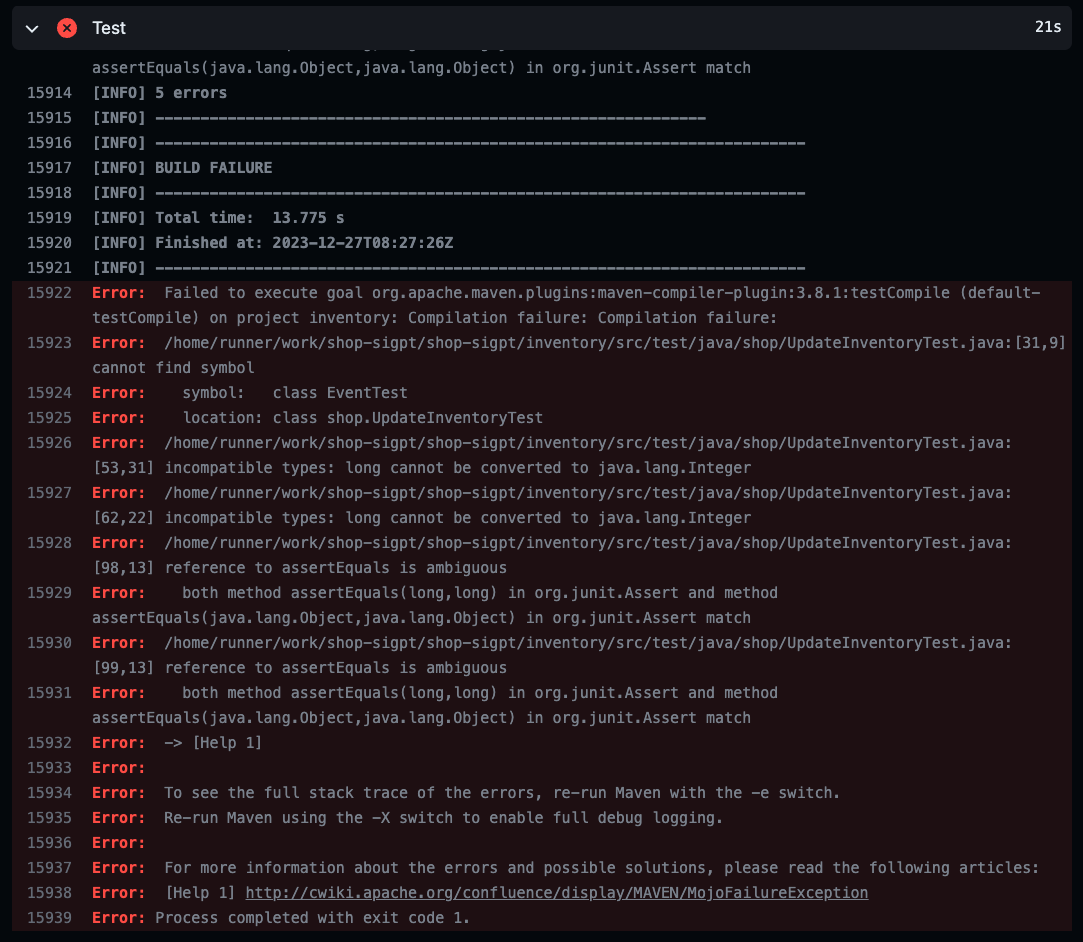 Test
21s
assertEquals(java.lang.Object,java.lang.Object) in org.junit.Assert match
15914 [INFO] 5 errors
15915 [INFO] -------------------------------------------------------------
15916 [INFO] ------------------------------------------------------------------------
15917 [INFO] BUILD FAILURE
15918 [INFO] ------------------------------------------------------------------------
15919 [INFO] Total time:  13.775 s
15920 [INFO] Finished at: 2023-12-27T08:27:26Z
15921 [INFO] ------------------------------------------------------------------------
15922 Error:  Failed to execute goal org.apache.maven.plugins:maven-compiler-plugin:3.8.1:testCompile (default-
testCompile) on project inventory: Compilation failure: Compilation failure:
15923 Error:  /home/runner/work/shop-sigpt/shop-sigpt/inventory/src/test/java/shop/UpdateInventoryTest.java:[31,9]
cannot find symbol
15924 Error:    symbol:   class EventTest
15925 Error:    location: class shop.UpdateInventoryTest
15926 Error:  /home/runner/work/shop-sigpt/shop-sigpt/inventory/src/test/java/shop/UpdateInventoryTest.java:
[53,31] incompatible types: long cannot be converted to java.lang.Integer
15927 Error:  /home/runner/work/shop-sigpt/shop-sigpt/inventory/src/test/java/shop/UpdateInventoryTest.java:
[62,22] incompatible types: long cannot be converted to java.lang.Integer
15928 Error:  /home/runner/work/shop-sigpt/shop-sigpt/inventory/src/test/java/shop/UpdateInventoryTest.java:
[98,13] reference to assertEquals is ambiguous
15929 Error:    both method assertEquals(long,long) in org.junit.Assert and method
assertEquals(java.lang.Object,java.lang.Object) in org.junit.Assert match
15930 Error:  /home/runner/work/shop-sigpt/shop-sigpt/inventory/src/test/java/shop/UpdateInventoryTest.java:
[99,13] reference to assertEquals is ambiguous
15931 Error:    both method assertEquals(long,long) in org.junit.Assert and method
assertEquals(java.lang.Object,java.lang.Object) in org.junit.Assert match
15932 Error:  -> [Help 1]
15933 Error:
15934 Error:  To see the full stack trace of the errors, re-run Maven with the -e switch.
15935 Error:  Re-run Maven using the -X switch to enable full debug logging.
15936 Error:
15937 Error:  For more information about the errors and possible solutions, please read the following articles:
15938 Error:  [Help 1] http://cwiki.apache.org/confluence/display/MAVEN/MojoFailureException
15939 Error: Process completed with exit code 1.